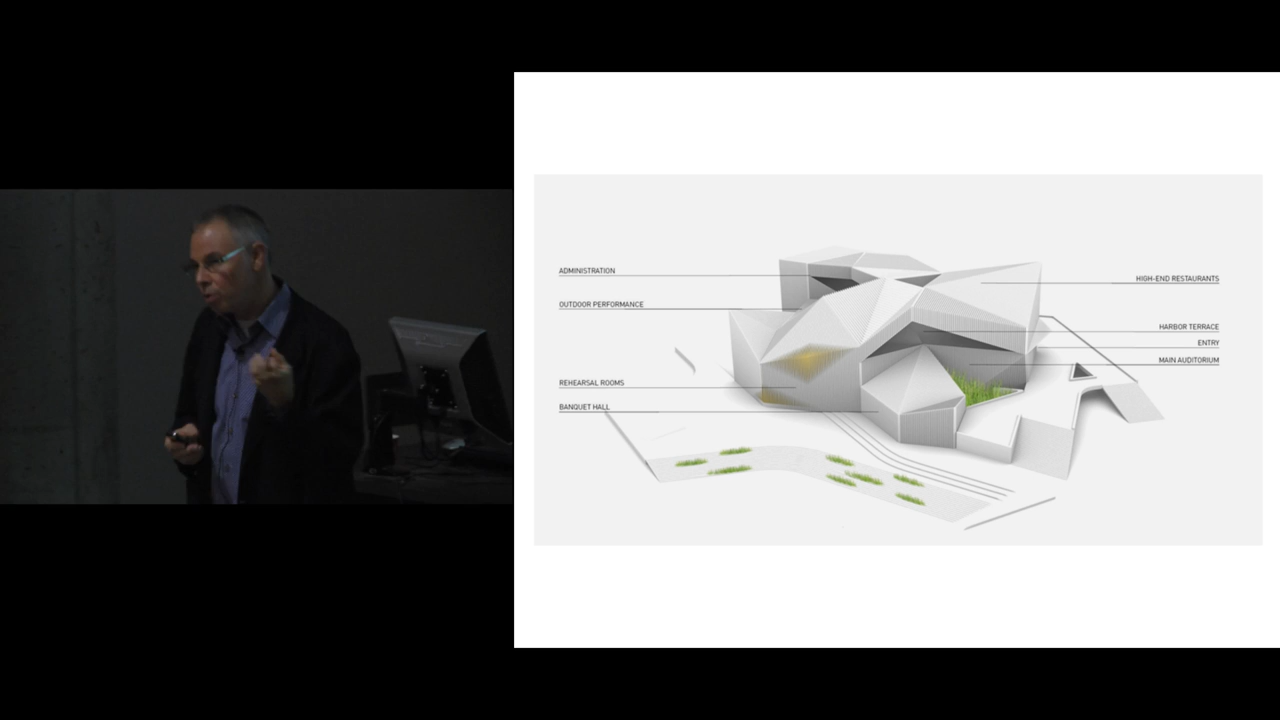 ADMINISTRATION
OUTDOOR PERFORMANCE
REHEARSAL ROOMS
BANQUET HALL
HIGH-END RESTAURANTS
HARBOR TERRACE
ENTRY
MAIN AUDITORIUM